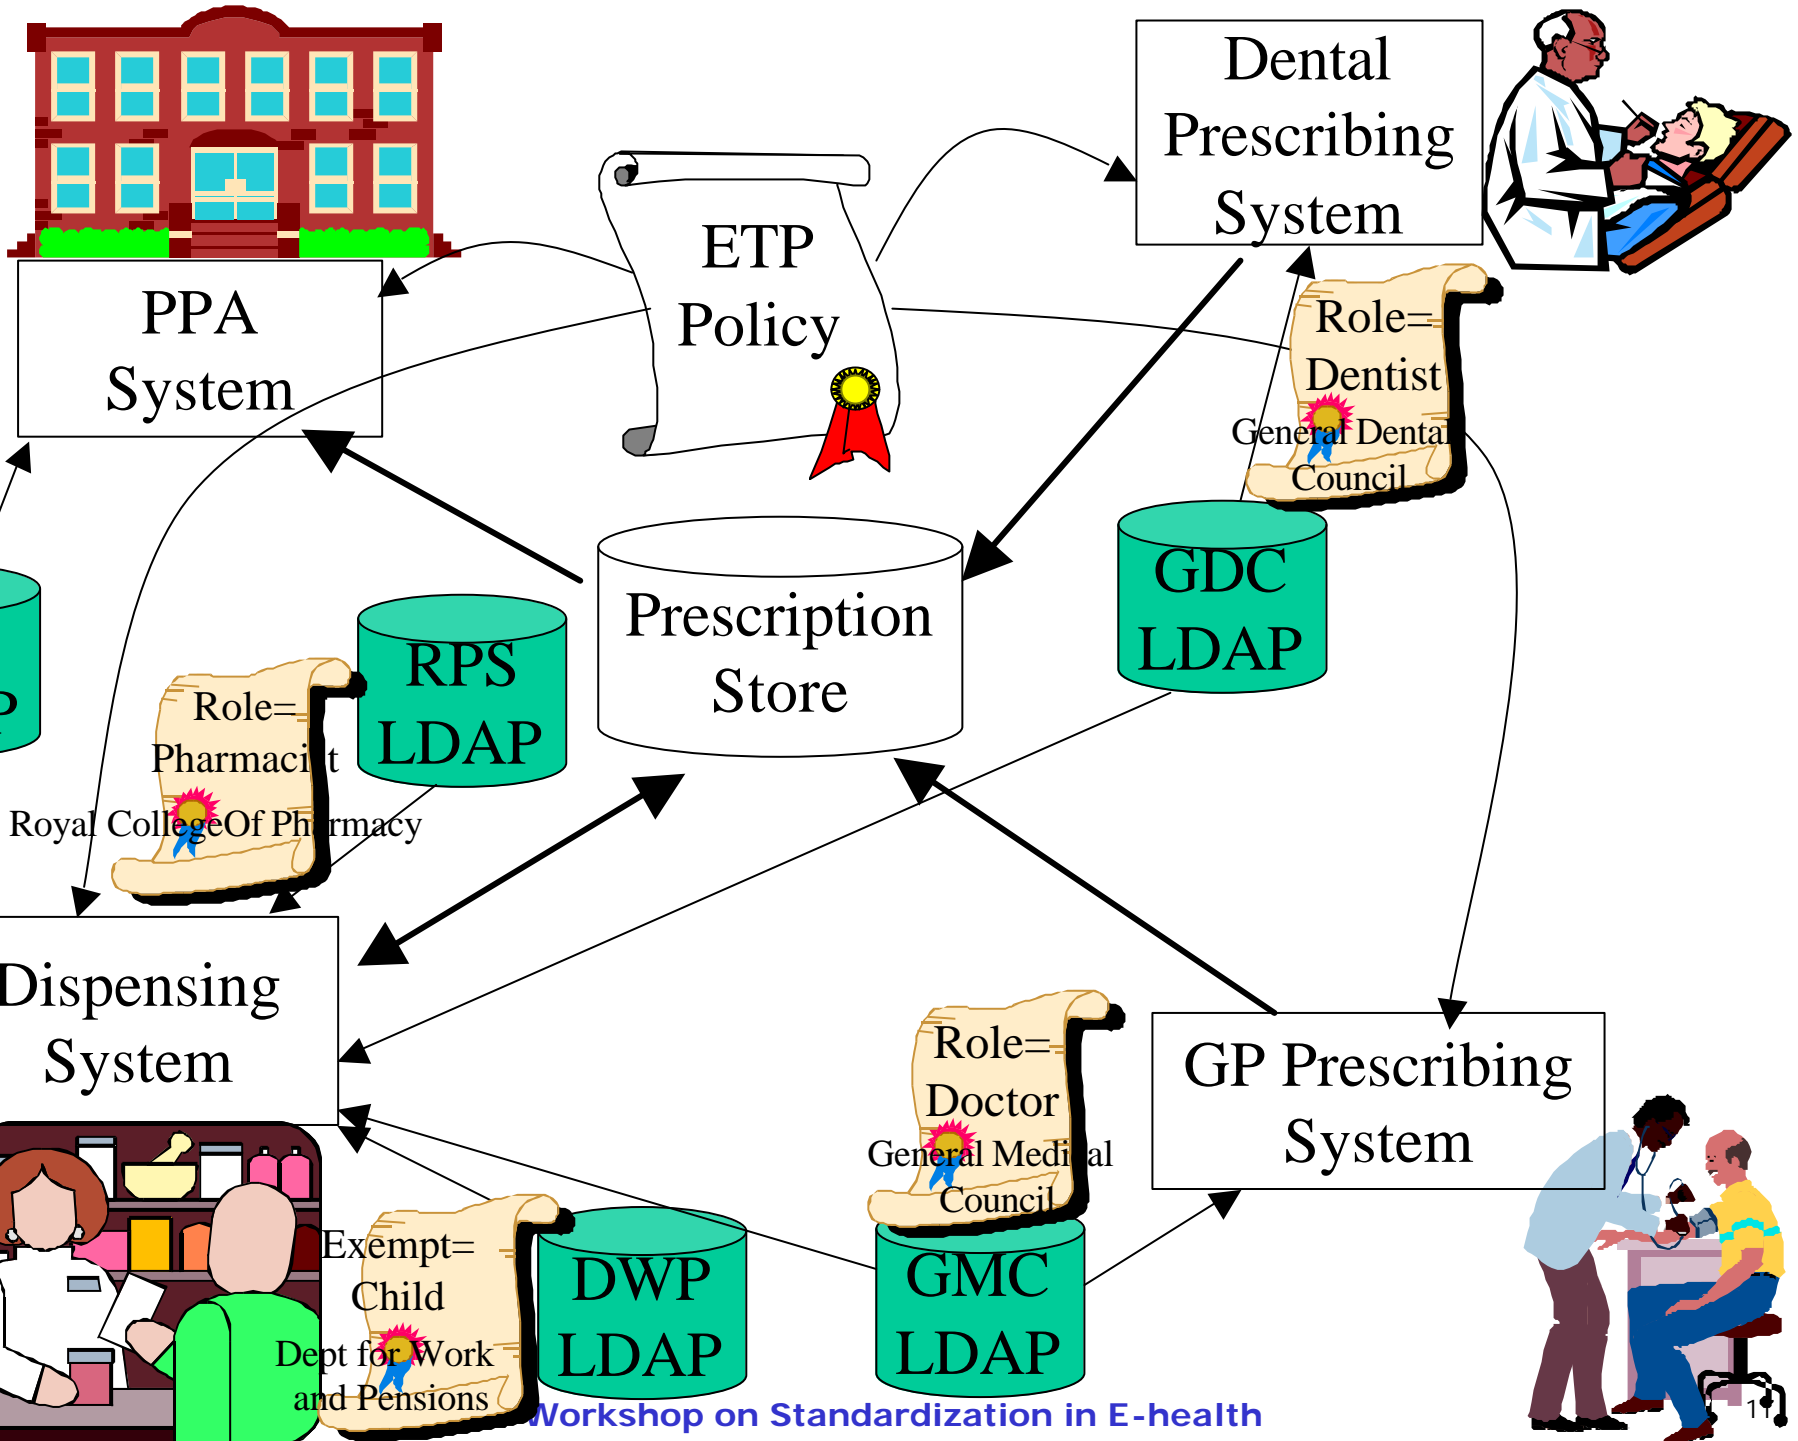 Dental
Prescribing
System
ETP
Policy
PPA
System
Role=
Dentist
General Dental
Council
GDC
LDAP
Prescription
Store
RPS
LDAP
P
Role=
Pharmacist
Royal CollegeOf Pharmacy
Dispensing
System
Role=
Doctor
General Medical
Council
GP Prescribing
System
Exempt=
Child
Dept for Work
and Pensions
DWP
LDAP
GMC
LDAP
Workshop on Standardization in E-health
11